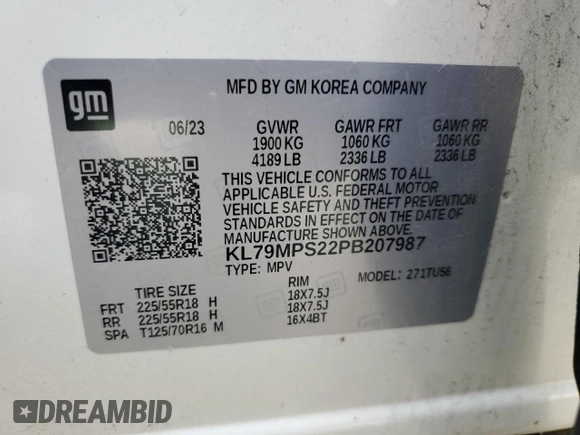 gm
MFD BY GM KOREA COMPANY
06/23 GVWR GAWR FRT GAWR RR
1900 KG 1060 KG 1060 KG
4189 LB 2336 LB 2336 LB
THIS VEHICLE CONFORMS TO ALL
APPLICABLE U.S. FEDERAL MOTOR
VEHICLE SAFETY AND THEFT PREVENTION
STANDARDS IN EFFECT ON THE DATE OF
MANUFACTURE SHOWN ABOVE.
KL79MPS22PB207987
TYPE: MPV MODEL: 271TU56
TIRE SIZE RIM
FRT 225/55R18 H 18X7.5J
RR 225/55R18 H 18X7.5J
SPA T125/70R16 M 16X4BT
DREAMBID